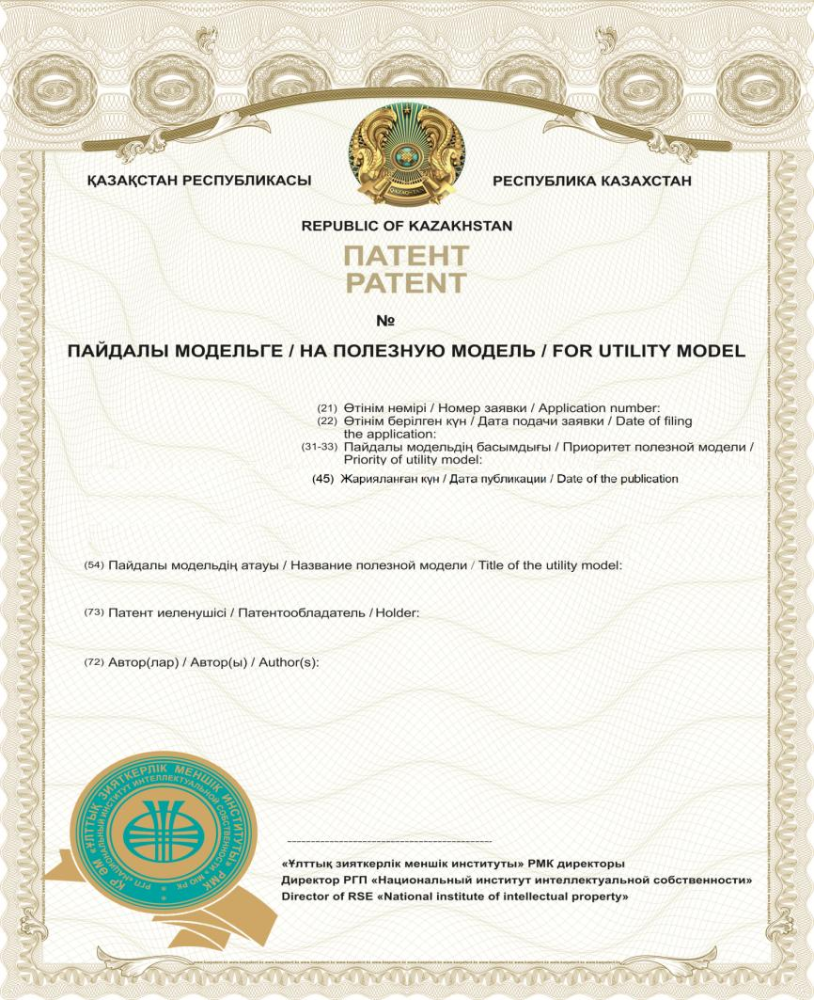 ҚАЗАҚСТАН РЕСПУБЛИКАСЫ
РЕСПУБЛИКА КАЗАХСТАН
QAZAQSTAN
REPUBLIC OF KAZAKHSTAN
ПАТЕНТ
PATENT
№
ПАЙДАЛЫ МОДЕЛЬГЕ / НА ПОЛЕЗНУЮ МОДЕЛЬ / FOR UTILITY MODEL
(21) Өтінім нөмірі / Номер заявки / Application number:
(22) Өтінім берілген күн / Дата подачи заявки / Date of filing
the application:
(31-33) Пайдалы модельдің басымдығы / Приоритет полезной модели /
Priority of utility model:
(45) Жарияланған күн / Дата публикации / Date of the publication
(54) Пайдалы модельдің атауы / Название полезной модели / Title of the utility model:
(73) Патент иеленушісі / Патентообладатель / Holder:
(72) Автор(лар) / Автор(ы) / Author(s):
ҚР ӘМ «ҰЛТТЫҚ ЗИЯТКЕРЛІК МЕНШІК ИНСТИТУТЫ» РМК
РГП «НАЦИОНАЛЬНЫЙ ИНСТИТУТ ИНТЕЛЛЕКТУАЛЬНОЙ СОБСТВЕННОСТИ» МЮ РК
«Ұлттық зияткерлік меншік институты» РМК директоры
Директор РГП «Национальный институт интеллектуальной собственности»
Director of RSE «National institute of intellectual property»